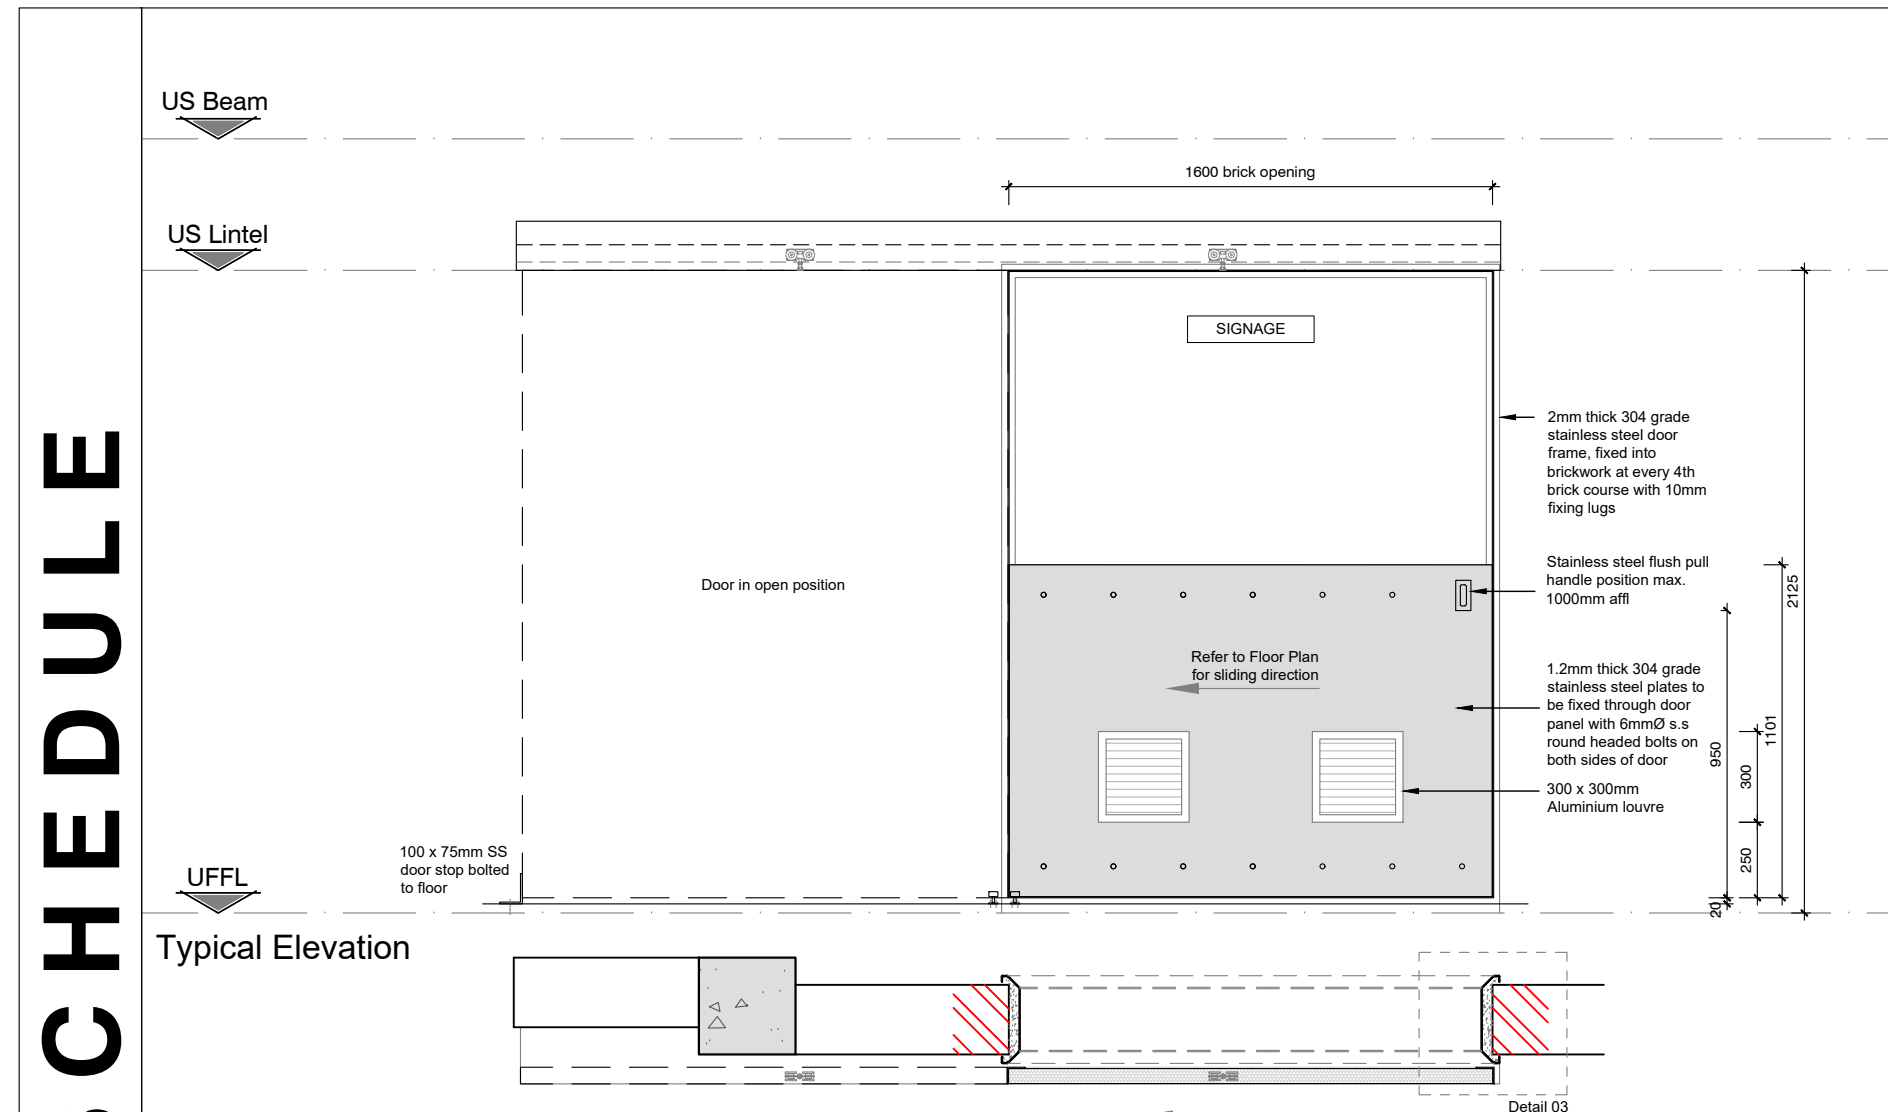 CHEDULE
US Beam
US Lintel
UFFL
1600 brick opening
SIGNAGE
2mm thick 304 grade
stainless steel door
frame, fixed into
brickwork at every 4th
brick course with 10mm
fixing lugs
Door in open position
Stainless steel flush pull
handle position max.
1000mm affl
Refer to Floor Plan
for sliding direction
1.2mm thick 304 grade
stainless steel plates to
be fixed through door
panel with 6mmØ s.s
round headed bolts on
both sides of door
300 x 300mm
Aluminium louvre
100 x 75mm SS
door stop bolted
to floor
950
300
250
20
1101
2125
Typical Elevation
Detail 03